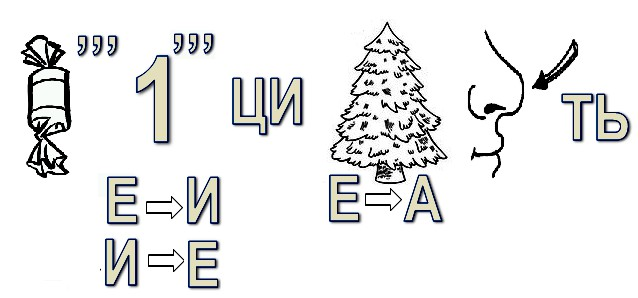 ,,, 1 ,,, ЦИ ТЬ
Е ⇨ И Е ⇨ А
И ⇨ Е